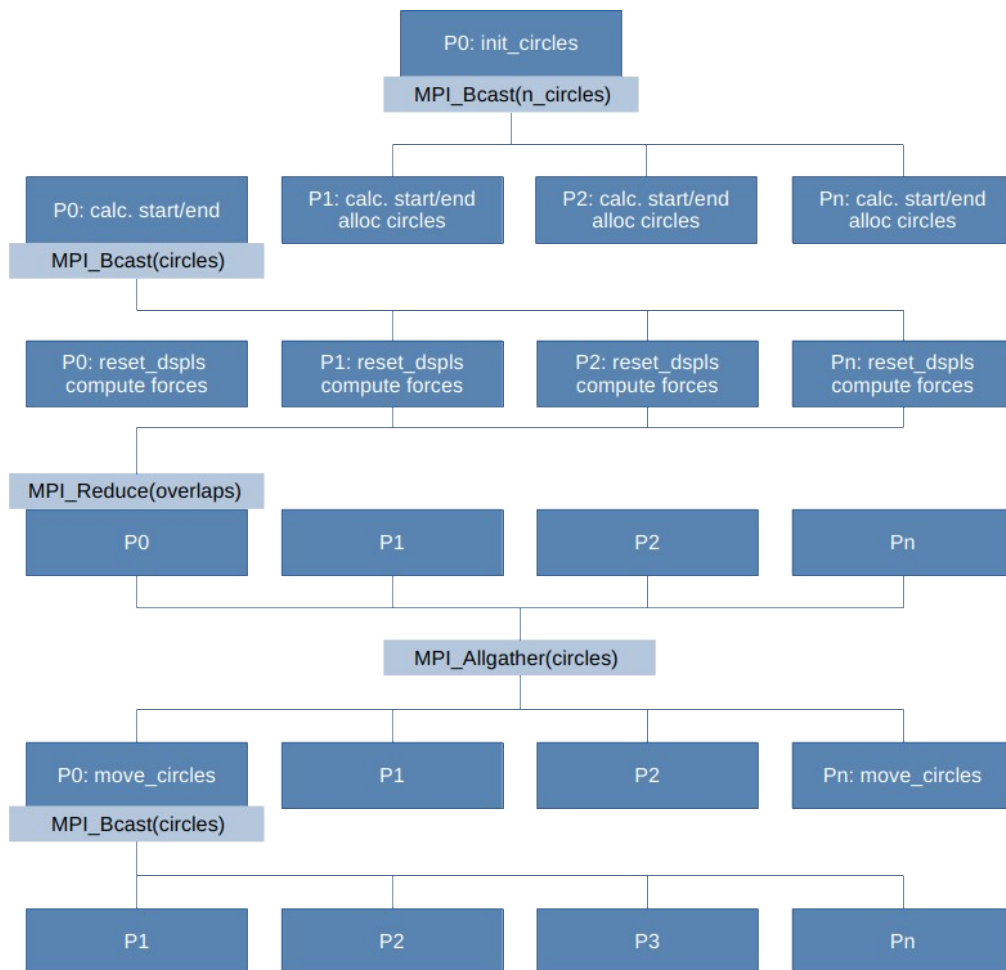 P0: init_circles
MPI_Bcast(n_circles)
P0: calc. start/end
P1: calc. start/end
alloc circles
P2: calc. start/end
alloc circles
Pn: calc. start/end
alloc circles
MPI_Bcast(circles)
P0: reset_dspls
compute forces
P1: reset_dspls
compute forces
P2: reset_dspls
compute forces
Pn: reset_dspls
compute forces
MPI_Reduce(overlaps)
P0
P1
P2
Pn
MPI_Allgather(circles)
P0: move_circles
P1
P2
Pn: move_circles
MPI_Bcast(circles)
P1
P2
P3
Pn